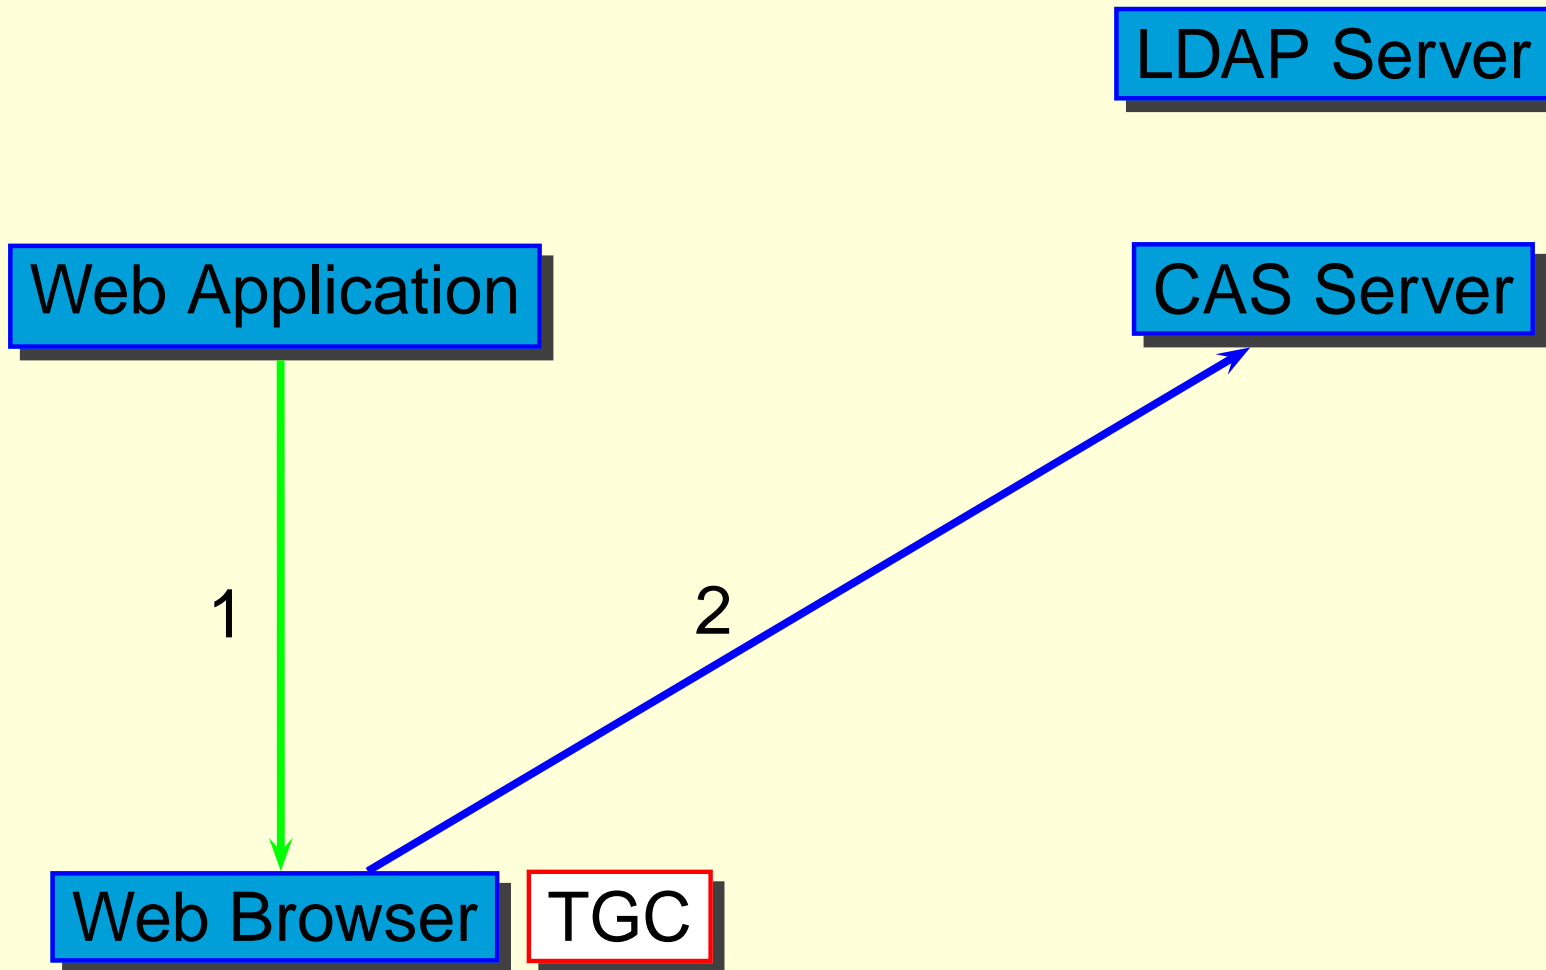 LDAP Server
Web Application
CAS Server
1
2
Web Browser
TGC